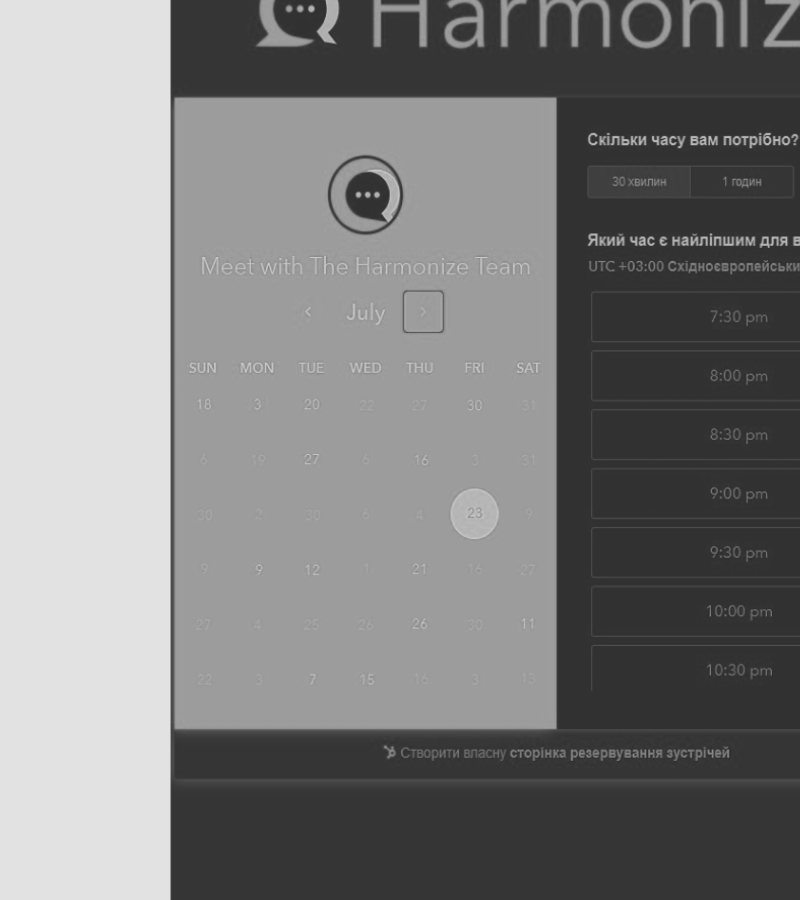 Harmoniz
Meet with The Harmonize Team
‹ July ›
SUN MON TUE WED THU FRI SAT
18 3 20 22 27 30 31
6 19 27 6 16 3 31
30 2 30 6 4 23 9
9 9 12 1 21 16 27
27 4 25 26 26 30 11
22 3 7 15 16 3 13
Скільки часу вам потрібно?
30 хвилин 1 годин
Який час є найліпшим для в
UTC +03:00 Східноєвропейськи
7:30 pm
8:00 pm
8:30 pm
9:00 pm
9:30 pm
10:00 pm
10:30 pm
Створити власну сторінка резервування зустрічей